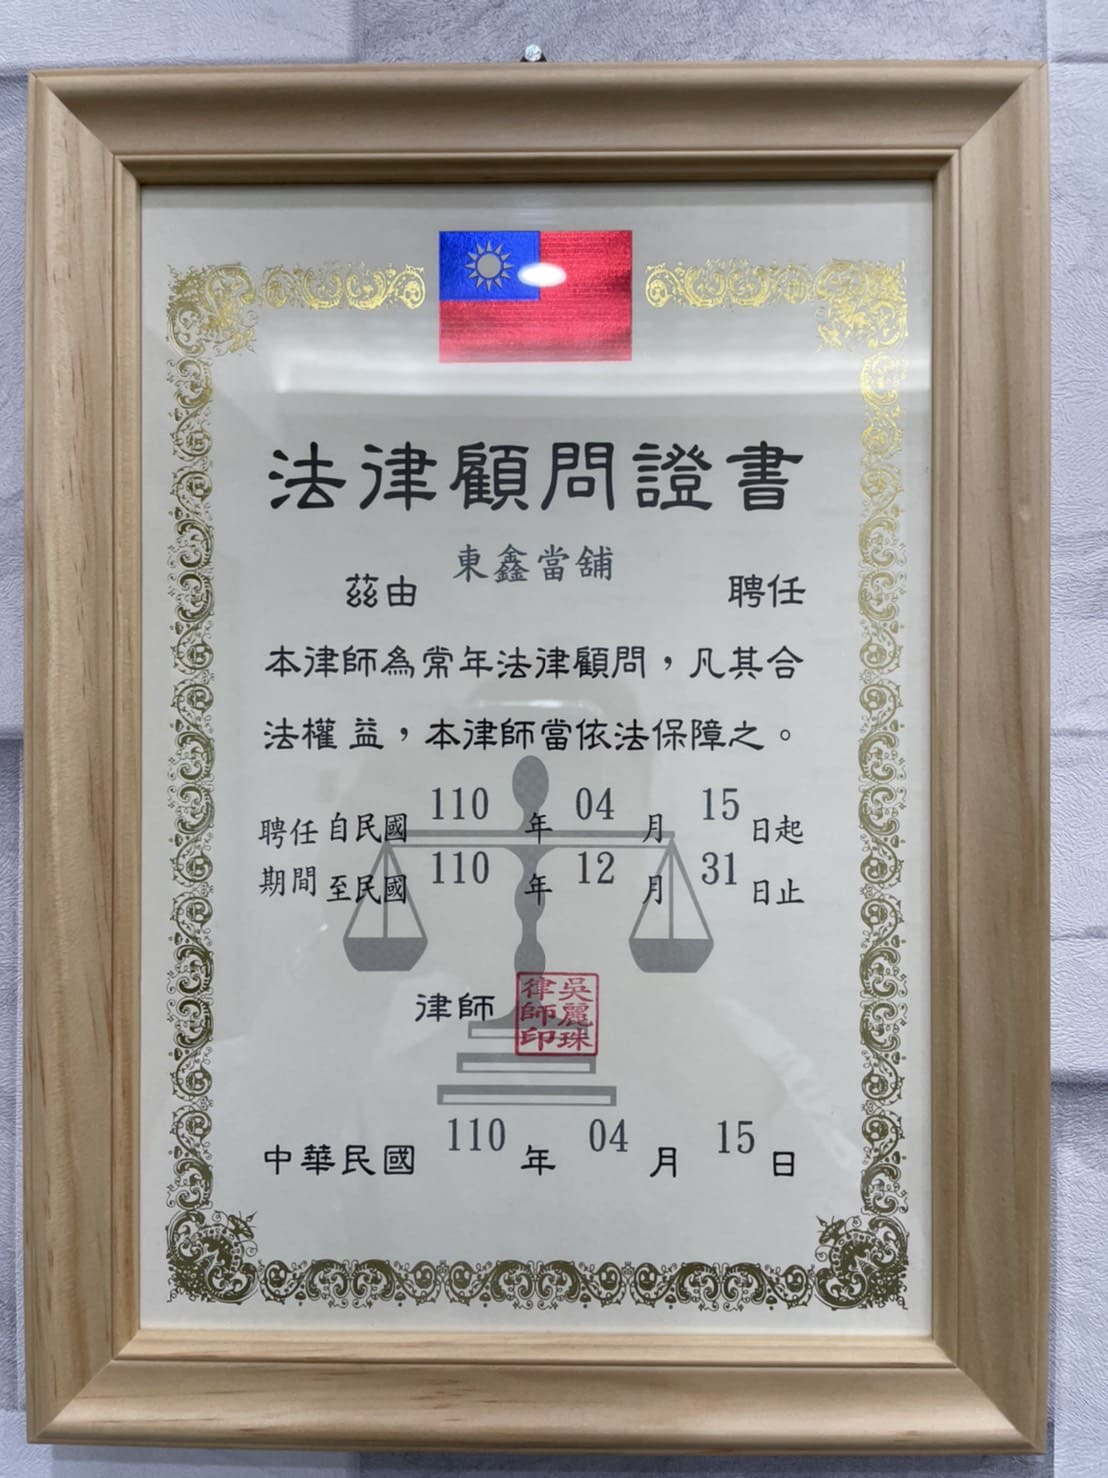 法律顧問證書
茲由 東鑫當舖 聘任
本律師為常年法律顧問，凡其合
法權益，本律師當依法保障之。
聘任期間 自民國 110 年 04 月 15 日起
至民國 110 年 12 月 31 日止
律師 吳麗珠律師印
中華民國 110 年 04 月 15 日